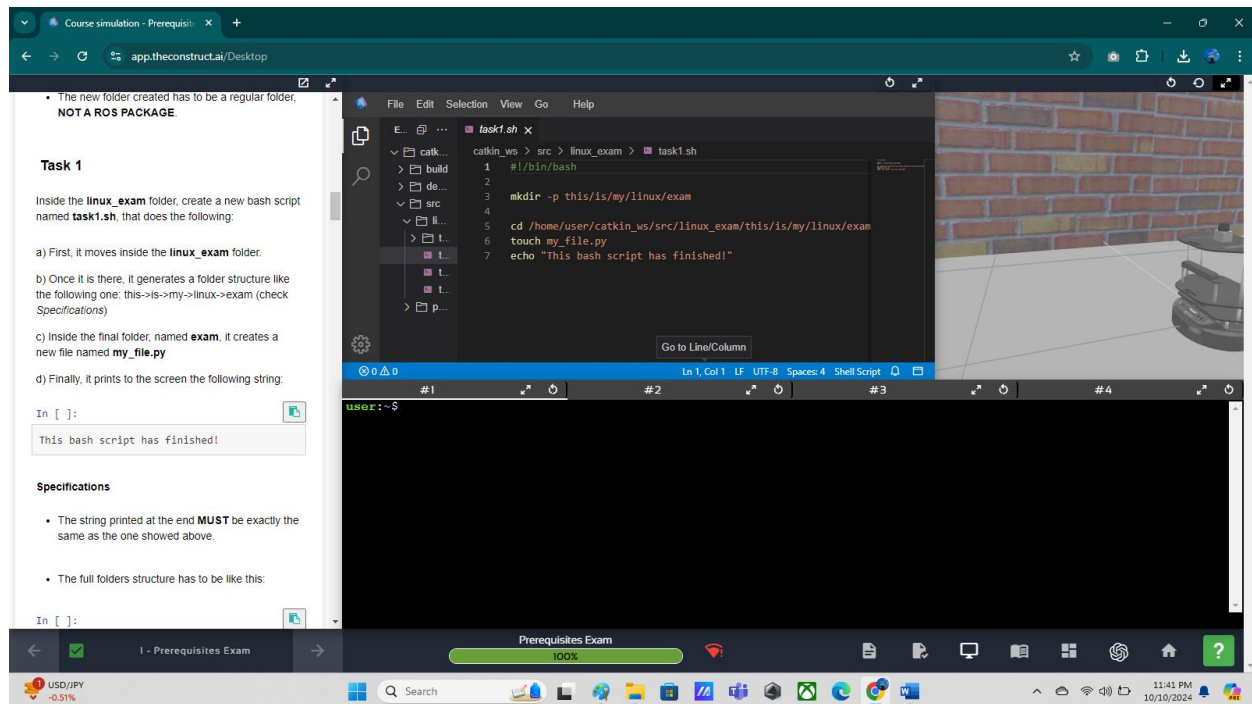 Course simulation - Prerequisit
app.theconstruct.ai/Desktop
• The new folder created has to be a regular folder,
NOT A ROS PACKAGE.
Task 1
Inside the linux_exam folder, create a new bash script
named task1.sh, that does the following:
a) First, it moves inside the linux_exam folder.
b) Once it is there, it generates a folder structure like
the following one: this->is->my->linux->exam (check
Specifications)
c) Inside the final folder, named exam, it creates a
new file named my_file.py
d) Finally, it prints to the screen the following string:
In [ ]:
This bash script has finished!
Specifications
• The string printed at the end MUST be exactly the
same as the one showed above.
• The full folders structure has to be like this:
In [ ]:
File Edit Selection View Go Help
E... task1.sh
catk...
build
de...
src
li...
t...
t...
t...
t...
p...
catkin_ws > src > linux_exam > task1.sh
1 #!/bin/bash
2
3 mkdir -p this/is/my/linux/exam
4
5 cd /home/user/catkin_ws/src/linux_exam/this/is/my/linux/exam
6 touch my_file.py
7 echo "This bash script has finished!"
Go to Line/Column
0 0 Ln 1, Col 1 LF UTF-8 Spaces: 4 Shell Script
#1 #2 #3 #4
user:~$
1 - Prerequisites Exam
Prerequisites Exam
100%
?
USD/JPY
-0.51%
Search
11:41 PM
10/10/2024